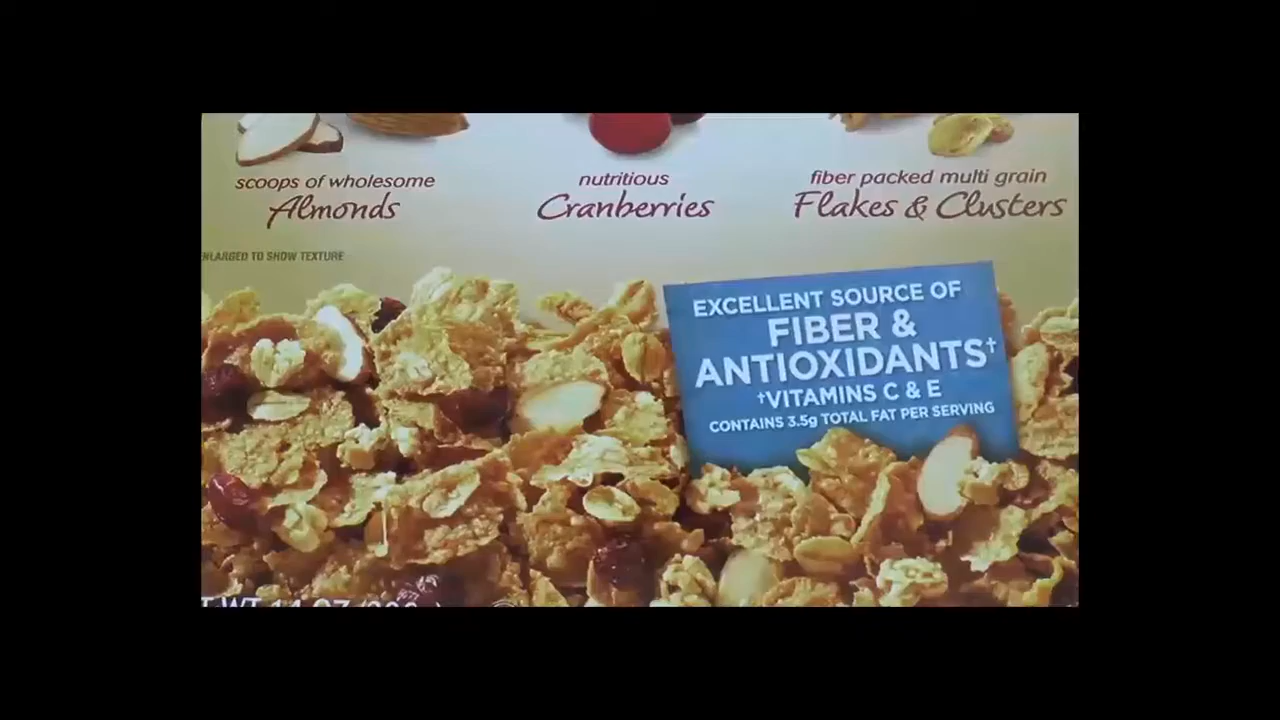 scoops of wholesome
Almonds
nutritious
Cranberries
fiber packed multi grain
Flakes & Clusters
NLARGED TO SHOW TEXTURE
EXCELLENT SOURCE OF
FIBER &
ANTIOXIDANTS†
†VITAMINS C & E
CONTAINS 3.5g TOTAL FAT PER SERVING